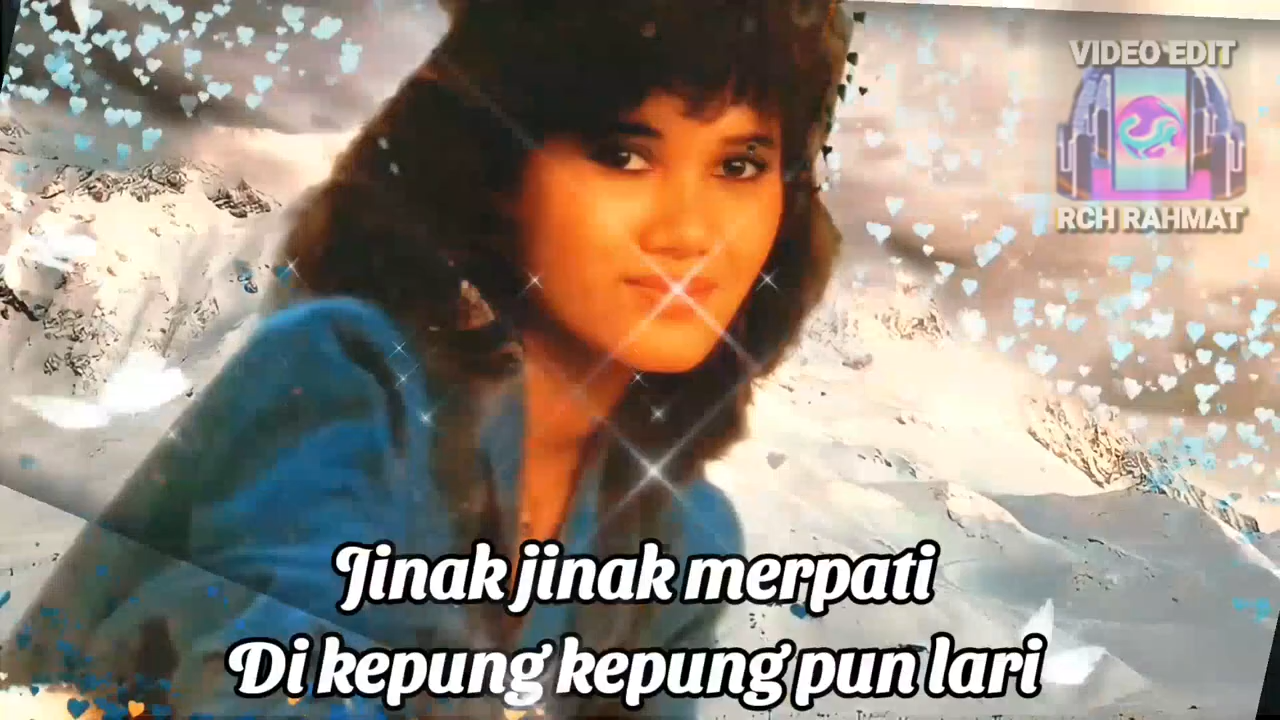 VIDEO EDIT
RCH RAHMAT
Jinak jinak merpati
Di kepung kepung pun lari